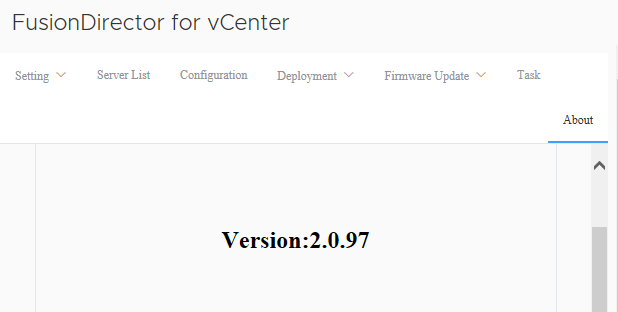 FusionDirector for vCenter
Setting Server List Configuration Deployment Firmware Update Task
About
Version:2.0.97